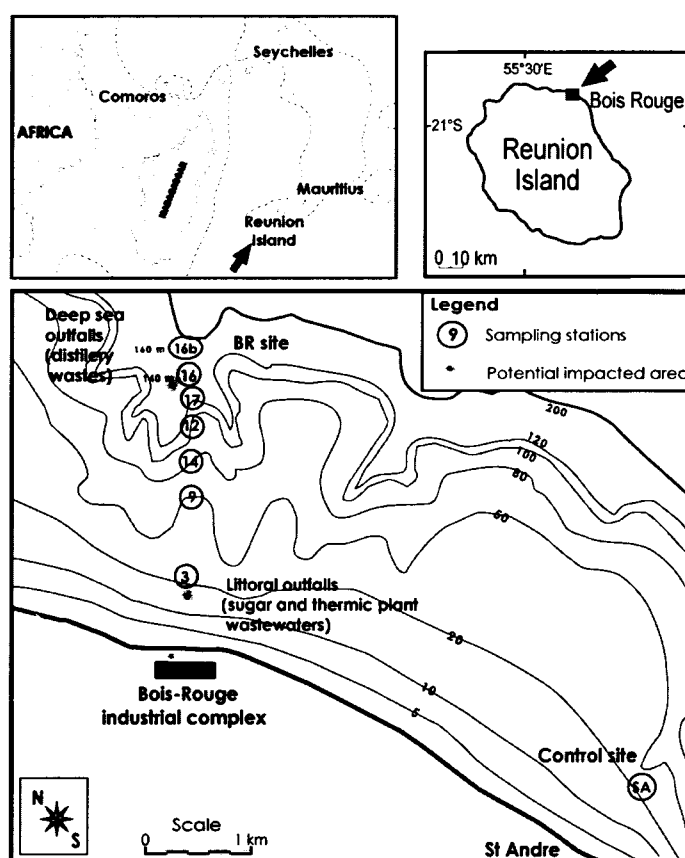 Seychelles
Comoros
AFRICA
Mauritius
Reunion
Island
55°30'E
Bois Rouge
21°S
Reunion
Island
0 10 km
Deep sea
outfalls
(distilery
wastes)
160 m
16b
BR site
160 m
16
17
12
14
9
3
Legend
9 Sampling stations
Potential impacted area
200
120
100
80
60
20
10
5
Littoral outfalls
(sugar and thermic plant
wastewaters)
Bois-Rouge
industrial complex
Control site
SA
St Andre
N
S
Scale
0 1 km